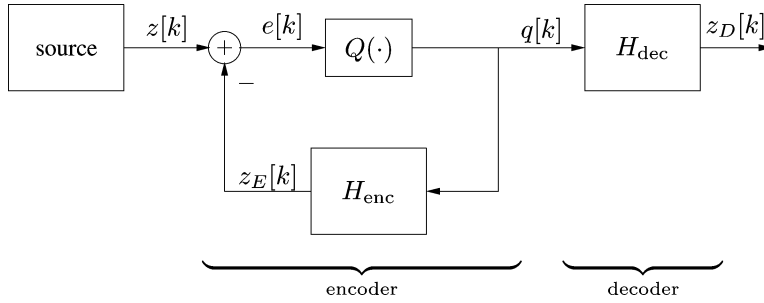 source
z[k]
+
e[k]
Q(·)
q[k]
H_dec
z_D[k]
−
z_E[k]
H_enc
encoder
decoder